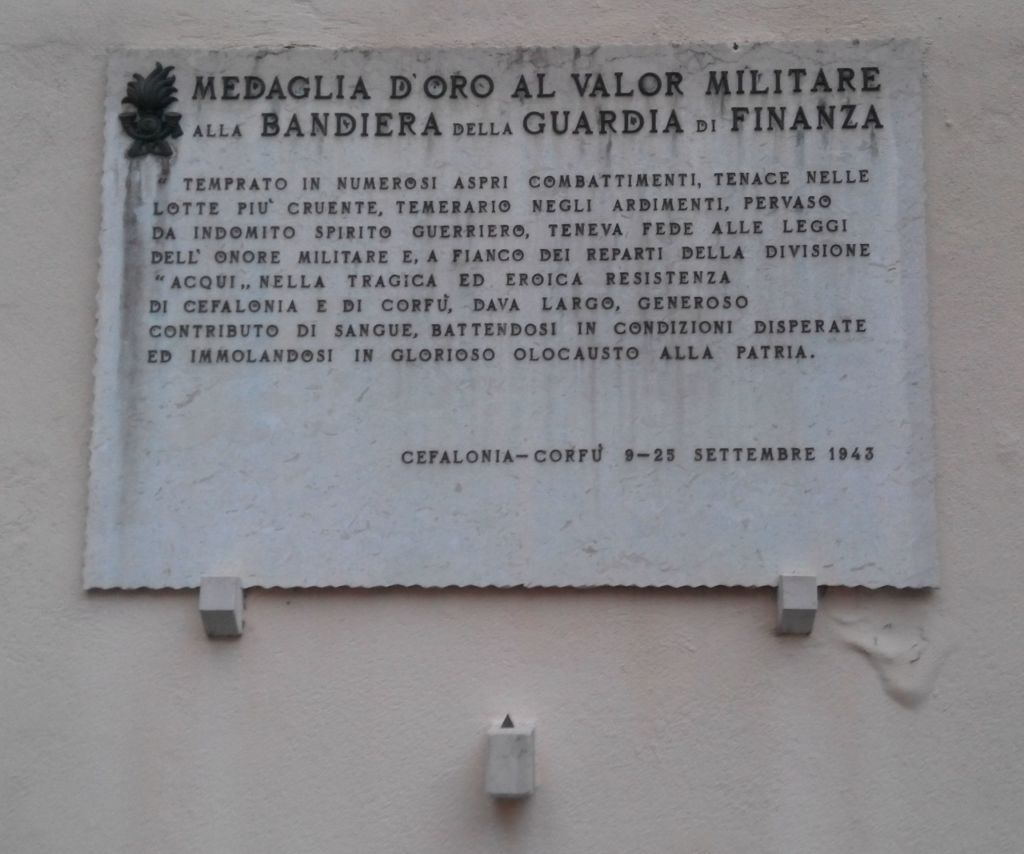 MEDAGLIA D'ORO AL VALOR MILITARE
ALLA BANDIERA DELLA GUARDIA DI FINANZA
" TEMPRATO IN NUMEROSI ASPRI COMBATTIMENTI, TENACE NELLE
LOTTE PIU' CRUENTE, TEMERARIO NEGLI ARDIMENTI, PERVASO
DA INDOMITO SPIRITO GUERRIERO, TENEVA FEDE ALLE LEGGI
DELL' ONORE MILITARE E, A FIANCO DEI REPARTI DELLA DIVISIONE
"ACQUI„ NELLA TRAGICA ED EROICA RESISTENZA
DI CEFALONIA E DI CORFU', DAVA LARGO, GENEROSO
CONTRIBUTO DI SANGUE, BATTENDOSI IN CONDIZIONI DISPERATE
ED IMMOLANDOSI IN GLORIOSO OLOCAUSTO ALLA PATRIA.
CEFALONIA-CORFU' 9-25 SETTEMBRE 1943